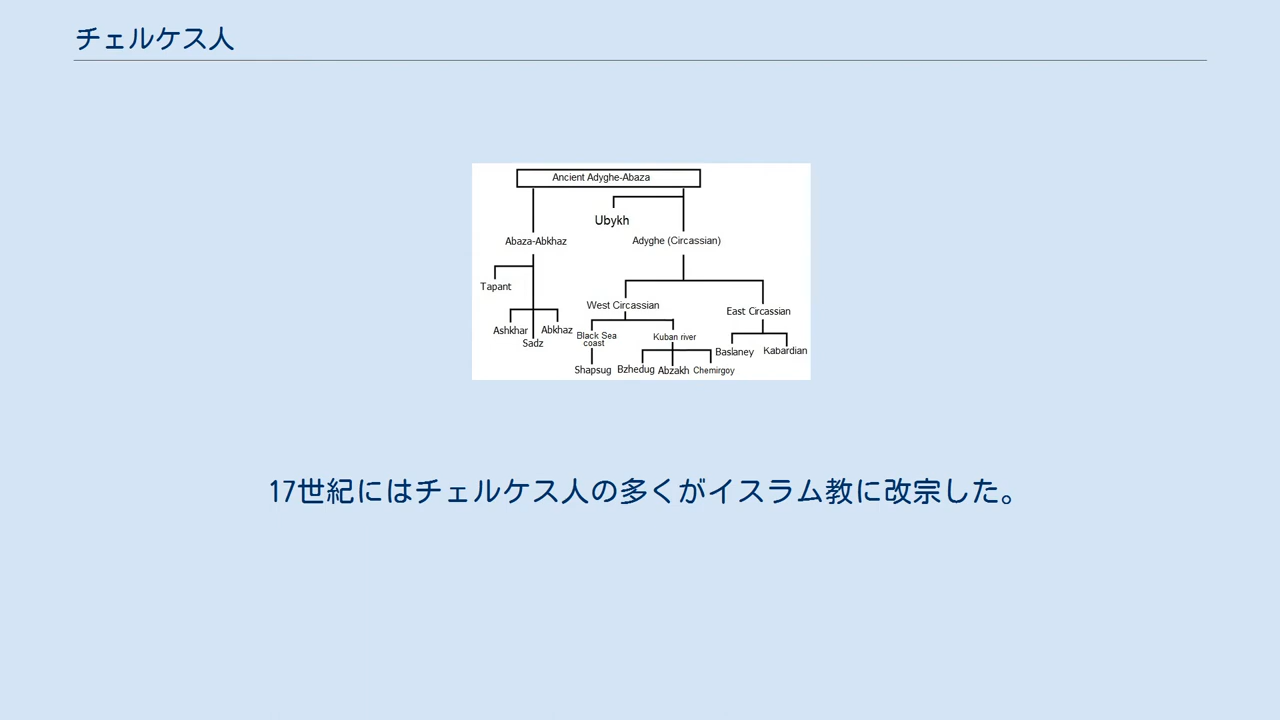 チェルケス人
Ancient Adyghe-Abaza
Ubykh
Abaza-Abkhaz
Adyghe (Circassian)
Tapant
West Circassian
East Circassian
Ashkhar
Abkhaz
Sadz
Black Sea
coast
Kuban river
Baslaney
Kabardian
Shapsug
Bzhedug
Abzakh
Chemirgoy
17世紀にはチェルケス人の多くがイスラム教に改宗した。